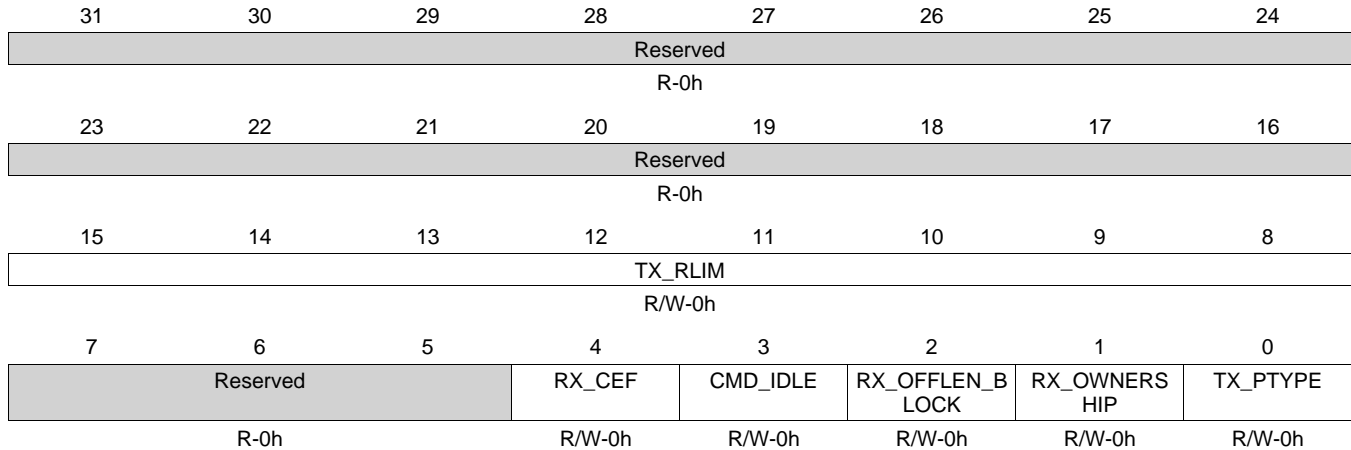 31 30 29 28 27 26 25 24
Reserved
R-0h
23 22 21 20 19 18 17 16
Reserved
R-0h
15 14 13 12 11 10 9 8
TX_RLIM
R/W-0h
7 6 5 4 3 2 1 0
Reserved RX_CEF CMD_IDLE RX_OFFLEN_B RX_OWNERS TX_PTYPE
LOCK HIP
R-0h R/W-0h R/W-0h R/W-0h R/W-0h R/W-0h